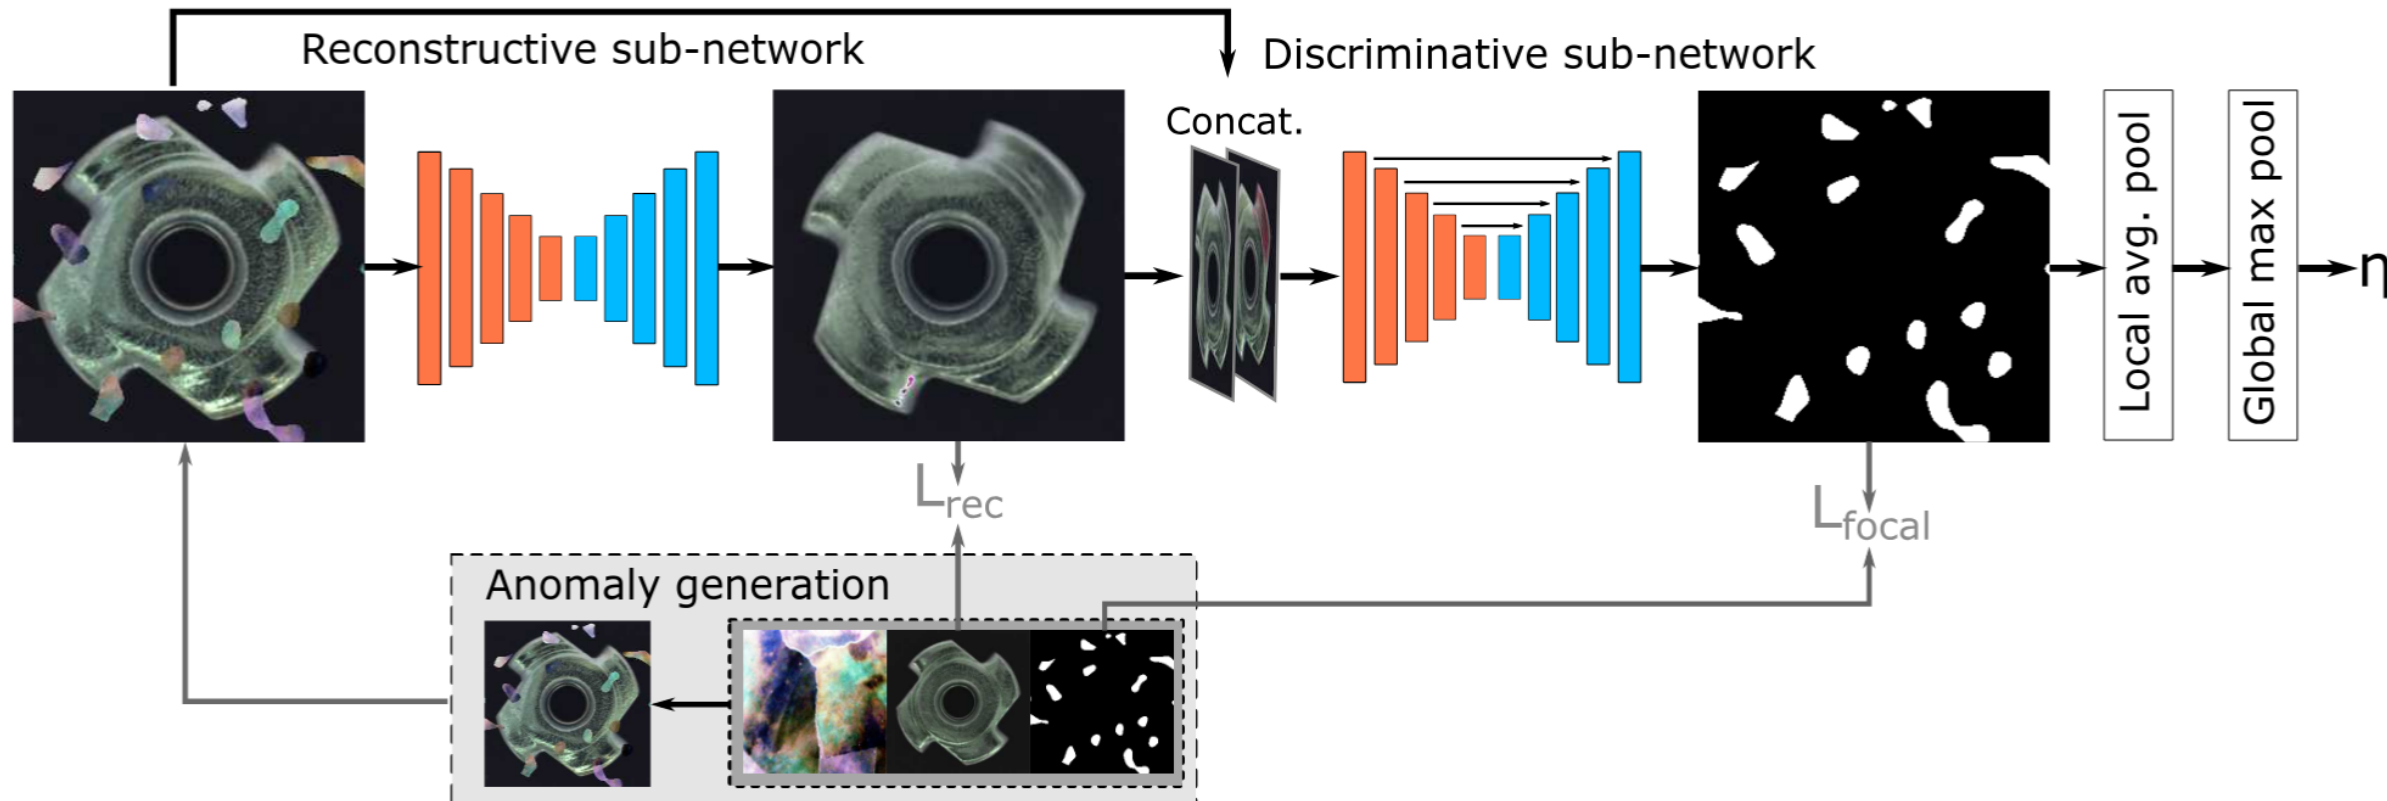 Reconstructive sub-network
Discriminative sub-network
Concat.
Local avg. pool
Global max pool
η
L_rec
L_focal
Anomaly generation